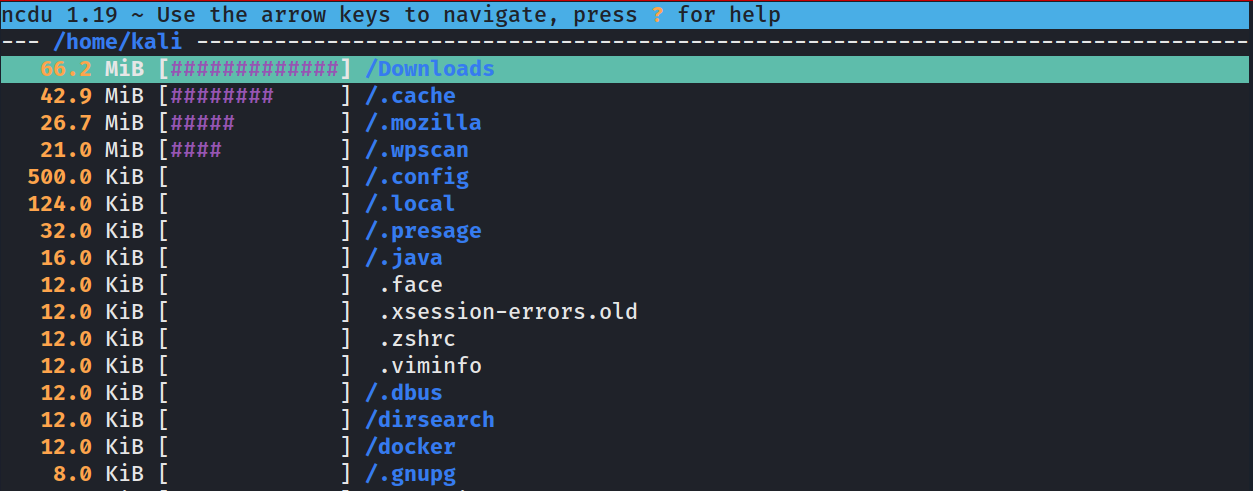 ncdu 1.19 ~ Use the arrow keys to navigate, press ? for help
--- /home/kali ---------------------------------------------------------------------------------
66.2 MiB [#############] /Downloads
42.9 MiB [########     ] /.cache
26.7 MiB [#####        ] /.mozilla
21.0 MiB [####         ] /.wpscan
500.0 KiB [             ] /.config
124.0 KiB [             ] /.local
32.0 KiB [             ] /.presage
16.0 KiB [             ] /.java
12.0 KiB [             ]  .face
12.0 KiB [             ]  .xsession-errors.old
12.0 KiB [             ]  .zshrc
12.0 KiB [             ]  .viminfo
12.0 KiB [             ] /.dbus
12.0 KiB [             ] /dirsearch
12.0 KiB [             ] /docker
8.0 KiB [             ] /.gnupg